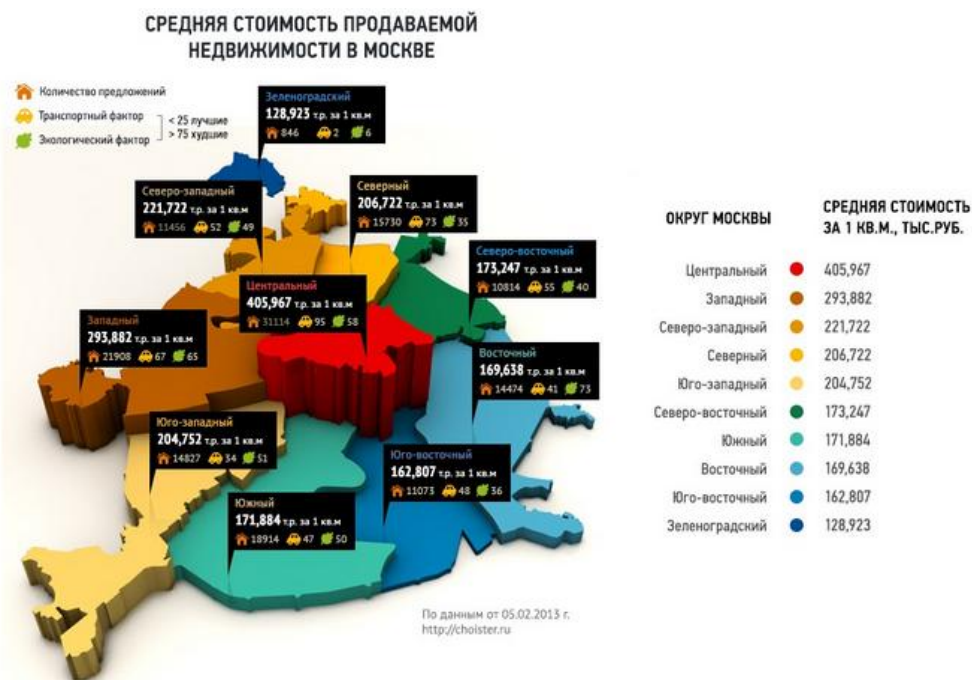 СРЕДНЯЯ СТОИМОСТЬ ПРОДАВАЕМОЙ
НЕДВИЖИМОСТИ В МОСКВЕ
Количество предложений
Транспортный фактор
Экологический фактор
< 25 лучшие
> 75 худшие
Зеленоградский
128,923 т.р. за 1 кв.м
846 2 6
Северо-западный
221,722 т.р. за 1 кв.м
11456 52 49
Северный
206,722 т.р. за 1 кв.м
15730 73 35
Северо-восточный
173,247 т.р. за 1 кв.м
10814 55 40
Центральный
405,967 т.р. за 1 кв.м
31114 95 58
Западный
293,882 т.р. за 1 кв.м
21908 67 65
Восточный
169,638 т.р. за 1 кв.м
14474 41 73
Юго-западный
204,752 т.р. за 1 кв.м
14827 34 51
Юго-восточный
162,807 т.р. за 1 кв.м
11073 48 36
Южный
171,884 т.р. за 1 кв.м
18914 47 50
По данным от 05.02.2013 г.
http://choister.ru
ОКРУГ МОСКВЫ
СРЕДНЯЯ СТОИМОСТЬ
ЗА 1 КВ.М., ТЫС.РУБ.
Центральный 405,967
Западный 293,882
Северо-западный 221,722
Северный 206,722
Юго-западный 204,752
Северо-восточный 173,247
Южный 171,884
Восточный 169,638
Юго-восточный 162,807
Зеленоградский 128,923